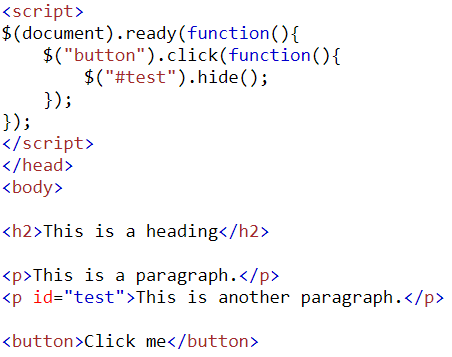 <script>
$(document).ready(function(){
    $("button").click(function(){
        $("#test").hide();
    });
});
</script>
</head>
<body>
<h2>This is a heading</h2>
<p>This is a paragraph.</p>
<p id="test">This is another paragraph.</p>
<button>Click me</button>